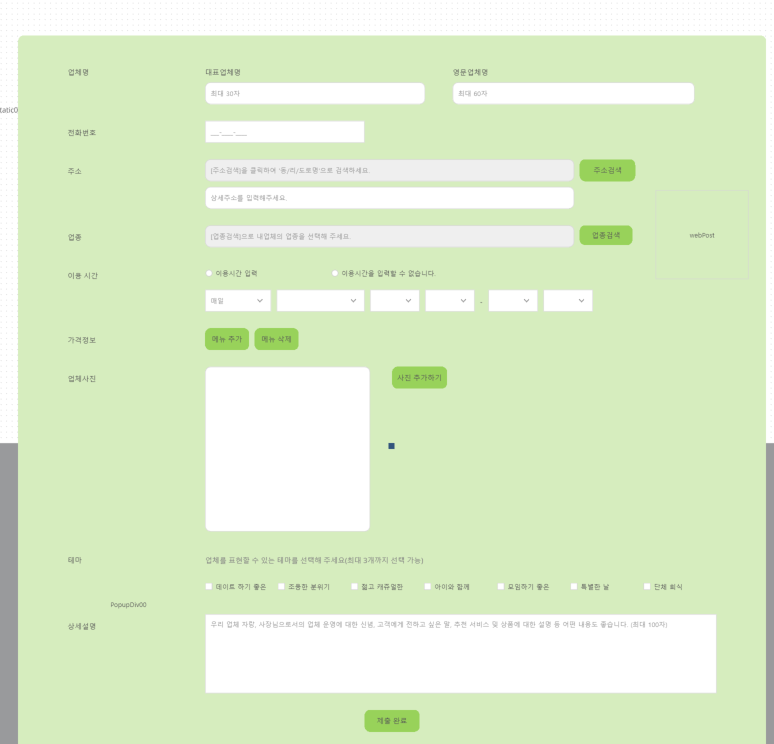 업체명
대표업체명
영문업체명
최대 30자
최대 60자
tatic0
전화번호
__-___-___
주소
[주소검색]을 클릭하여 '동/리/도로명'으로 검색하세요.
주소검색
상세주소를 입력해주세요.
업종
[업종검색]으로 내업체의 업종을 선택해 주세요.
업종검색
webPost
이용 시간
이용시간 입력
이용시간을 입력할 수 없습니다.
매일
-
가격정보
메뉴 추가
메뉴 삭제
업체사진
사진 추가하기
테마
업체를 표현할 수 있는 테마를 선택해 주세요(최대 3개까지 선택 가능)
데이트 하기 좋은
조용한 분위기
젊고 캐쥬얼한
아이와 함께
모임하기 좋은
특별한 날
단체 회식
PopupDiv00
상세설명
우리 업체 자랑, 사장님으로서의 업체 운영에 대한 신념, 고객에게 전하고 싶은 말, 추천 서비스 및 상품에 대한 설명 등 어떤 내용도 좋습니다. (최대 100자)
제출 완료